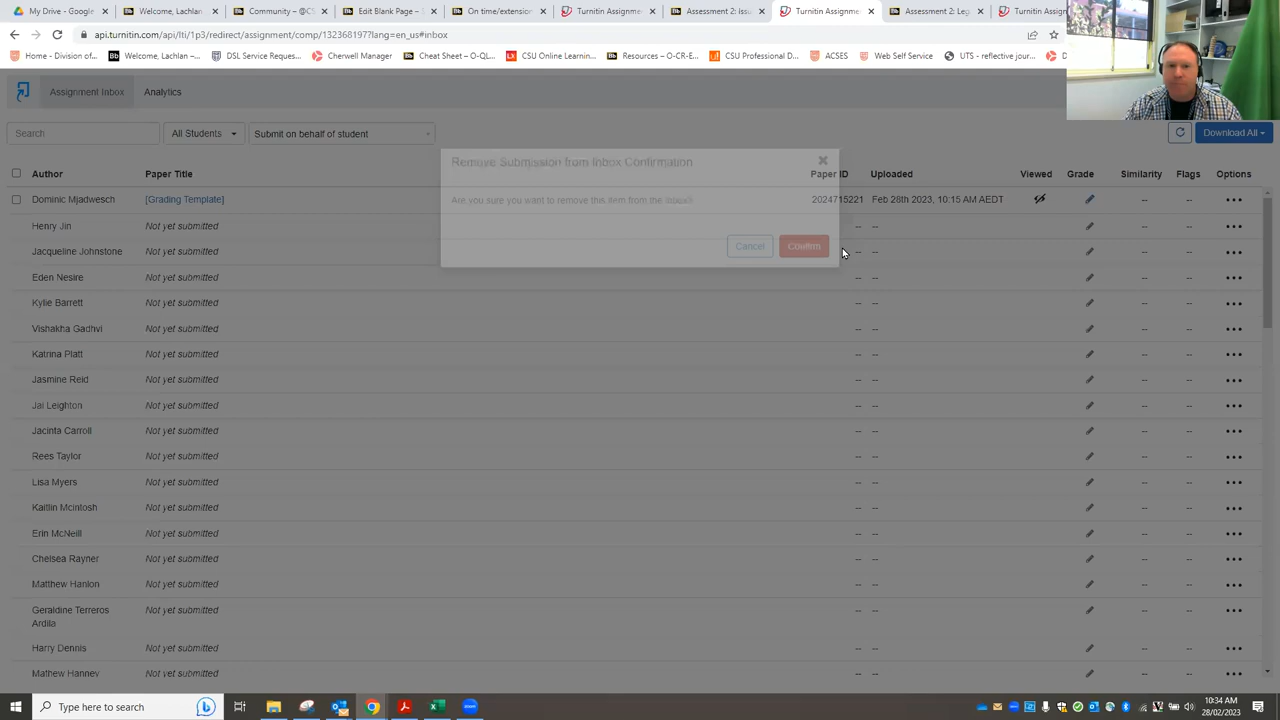 My Drive - Google
Welcome, Lachlan
Community – @C
Edit Blank Page –
On time/extension
Turnitin Assignme
Assessment 2: issu
Turnitin Assignme
Assessment 2: Leg
Turnitin Assignme
api.turnitin.com/api/lti/1p3/redirect/assignment/comp/132368197?lang=en_us#inbox
Home - Division of...
Welcome, Lachlan –...
DSL Service Reques...
Cherwell Manager
Cheat Sheet – O-QL...
Resources – O-CR-E...
CSU Online Learnin...
CSU Professional D...
ACSES
Web Self Service
UTS - reflective jour...
Assignment Inbox Analytics
Search All Students Submit on behalf of student Download All
Remove Submission from Inbox Confirmation
Author Paper Title Paper ID Uploaded Viewed Grade Similarity Flags Options
Dominic Mjadwesch [Grading Template] 2024715221 Feb 28th 2023, 10:15 AM AEDT --  --
Are you sure you want to remove this item from the inbox?
Henry Jin Not yet submitted -- -- -- --
Cancel Confirm
Jacqueline Johnstone Not yet submitted -- -- -- --
Eden Nesire Not yet submitted -- -- -- --
Kylie Barrett Not yet submitted -- -- -- --
Vishakha Gadhvi Not yet submitted -- -- -- --
Katrina Platt Not yet submitted -- -- -- --
Jasmine Reid Not yet submitted -- -- -- --
Jai Leighton Not yet submitted -- -- -- --
Jacinta Carroll Not yet submitted -- -- -- --
Rees Taylor Not yet submitted -- -- -- --
Lisa Myers Not yet submitted -- -- -- --
Kaitlin Mcintosh Not yet submitted -- -- -- --
Erin McNeill Not yet submitted -- -- -- --
Chelsea Rayner Not yet submitted -- -- -- --
Matthew Hanlon Not yet submitted -- -- -- --
Geraldine Terreros Not yet submitted -- -- -- --
Ardila
Harry Dennis Not yet submitted -- -- -- --
Mathew Hanney Not yet submitted -- -- -- --
Type here to search
10:34 AM
28/02/2023